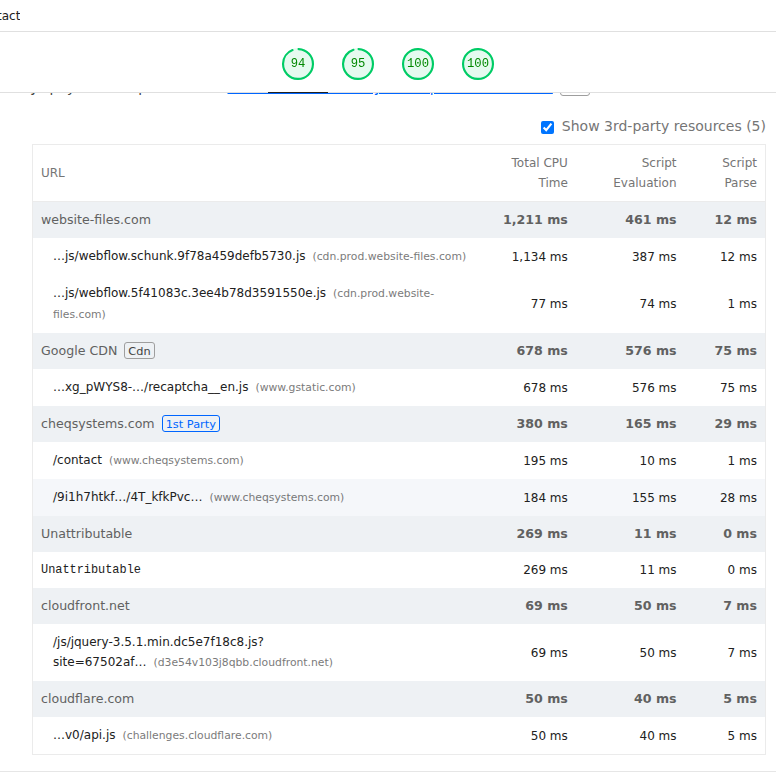 tact
94 95 100 100
Show 3rd-party resources (5)
URL Total CPU Time Script Evaluation Script Parse
website-files.com 1,211 ms 461 ms 12 ms
…js/webflow.schunk.9f78a459defb5730.js (cdn.prod.website-files.com) 1,134 ms 387 ms 12 ms
…js/webflow.5f41083c.3ee4b78d3591550e.js (cdn.prod.website-
files.com) 77 ms 74 ms 1 ms
Google CDN Cdn 678 ms 576 ms 75 ms
…xg_pWYS8-…/recaptcha__en.js (www.gstatic.com) 678 ms 576 ms 75 ms
cheqsystems.com 1st Party 380 ms 165 ms 29 ms
/contact (www.cheqsystems.com) 195 ms 10 ms 1 ms
/9i1h7htkf…/4T_kfkPvc… (www.cheqsystems.com) 184 ms 155 ms 28 ms
Unattributable 269 ms 11 ms 0 ms
Unattributable 269 ms 11 ms 0 ms
cloudfront.net 69 ms 50 ms 7 ms
/js/jquery-3.5.1.min.dc5e7f18c8.js?
site=67502af… (d3e54v103j8qbb.cloudfront.net) 69 ms 50 ms 7 ms
cloudflare.com 50 ms 40 ms 5 ms
…v0/api.js (challenges.cloudflare.com) 50 ms 40 ms 5 ms